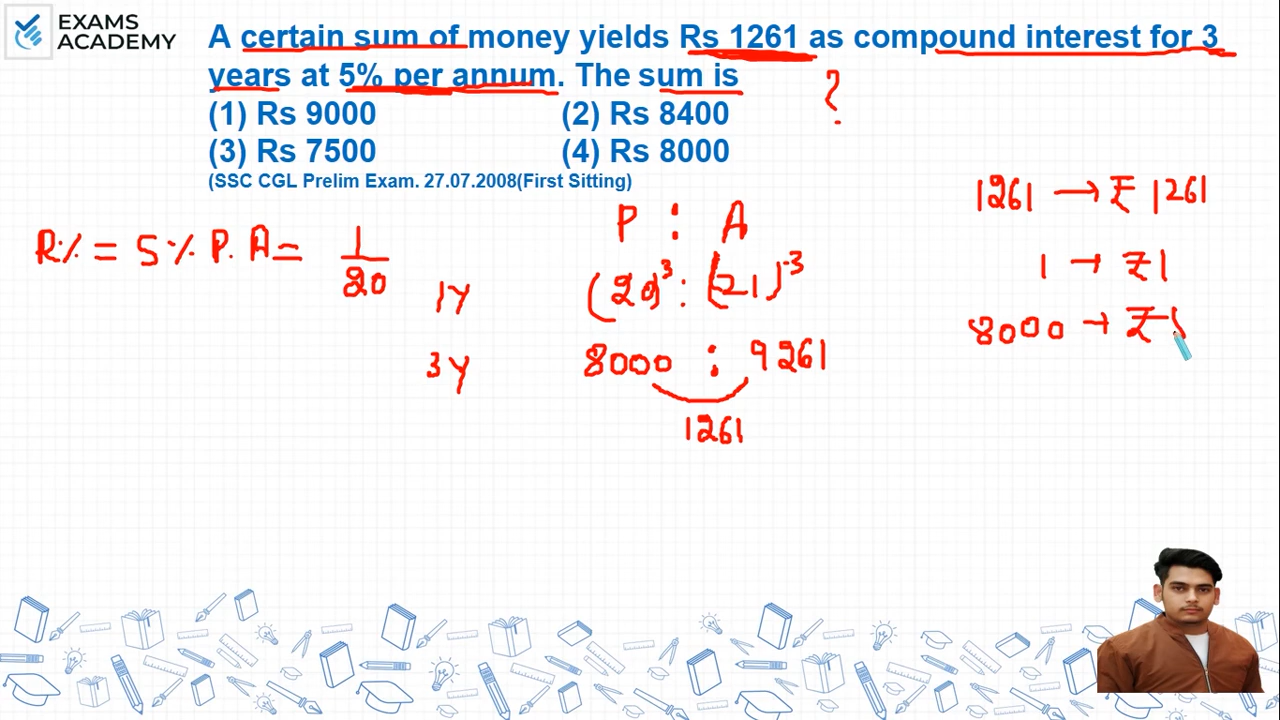 EXAMS
ACADEMY
A certain sum of money yields Rs 1261 as compound interest for 3
years at 5% per annum. The sum is
?
(1) Rs 9000 (2) Rs 8400
(3) Rs 7500 (4) Rs 8000
(SSC CGL Prelim Exam. 27.07.2008(First Sitting)
R% = 5% P.A = 1/20
P : A
1Y (20)³ : (21)³
3Y 8000 : 9261
1261
1261 → ₹ 1261
1 → ₹1
8000 → ₹